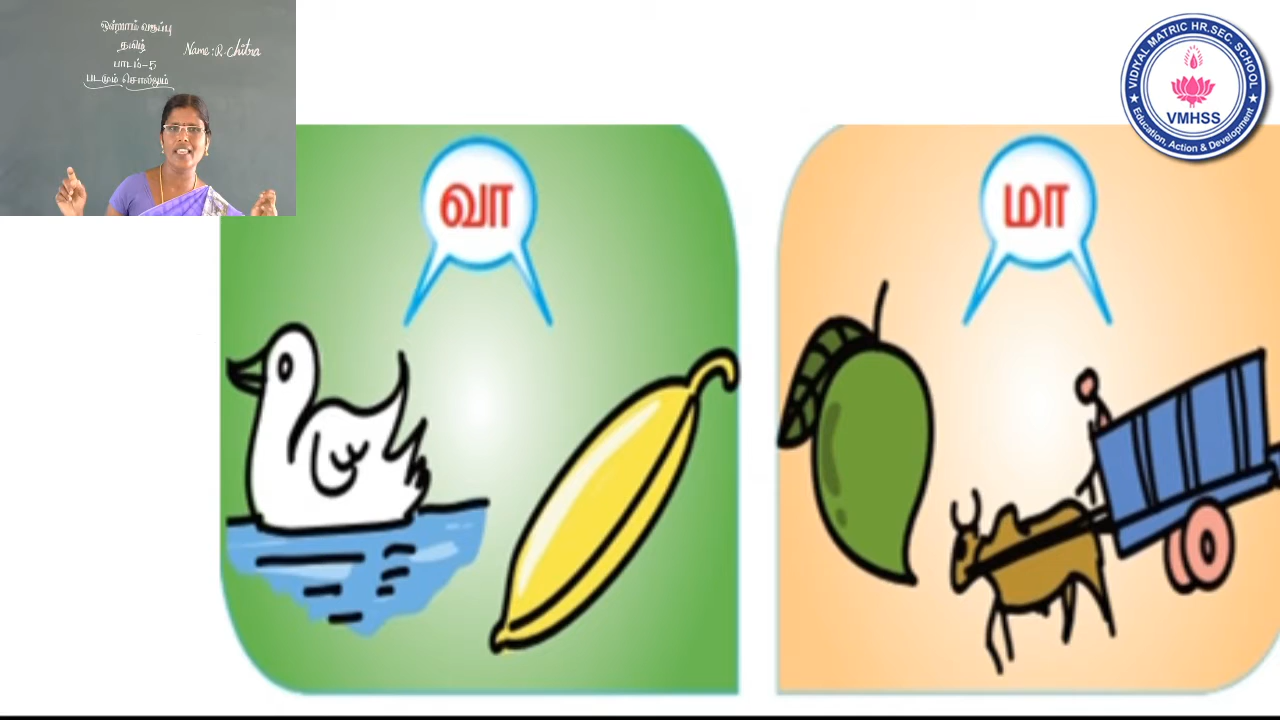 ஒன்றாம் வகுப்பு
தமிழ்
Name : R. Chitra
பாடம்-5
படமும் சொல்லும்
வா
மா
VIDIYAL MATRIC HR.SEC. SCHOOL
VMHSS
Education, Action & Development